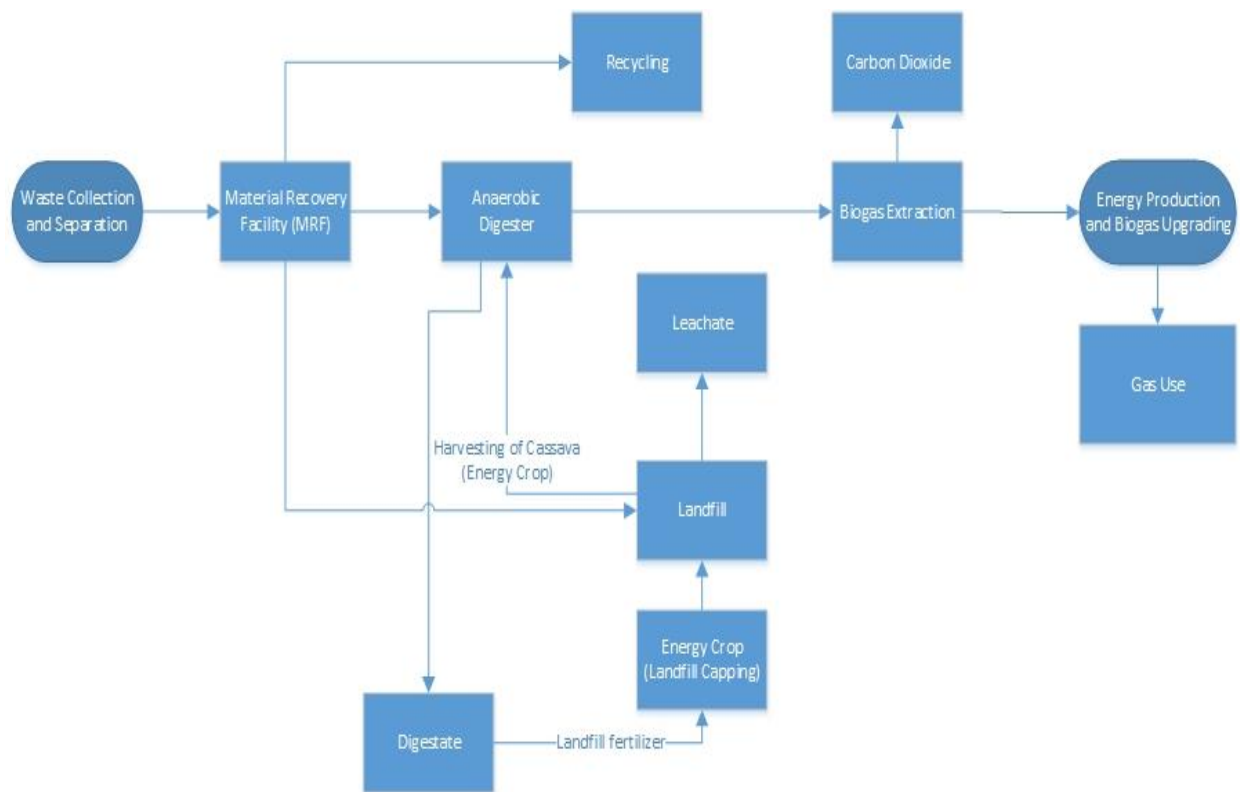 Recycling
Carbon Dioxide
Waste Collection
and Separation
Material Recovery
Facility (MRF)
Anaerobic
Digester
Biogas Extraction
Energy Production
and Biogas Upgrading
Leachate
Gas Use
Harvesting of Cassava
(Energy Crop)
Landfill
Energy Crop
(Landfill Capping)
Digestate
Landfill fertilizer